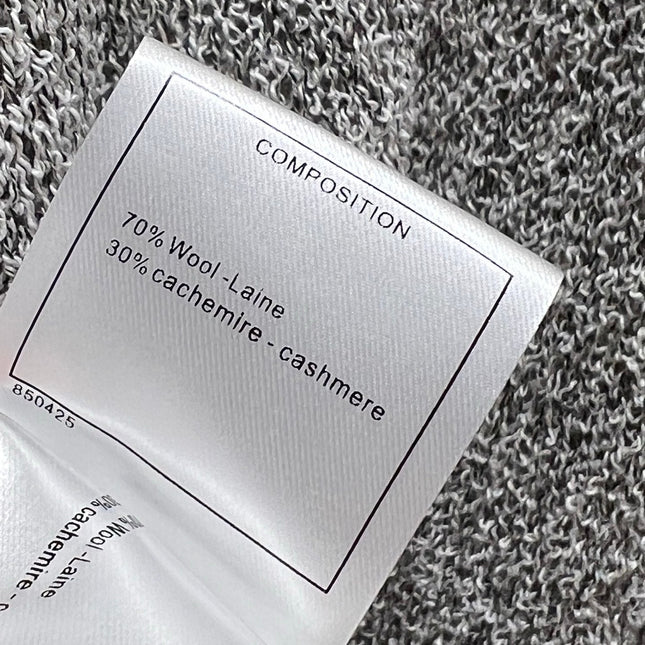 COMPOSITION
70% Wool -Laine
30% cachemire - cashmere
850425
% Wool -Laine
% cachemire -